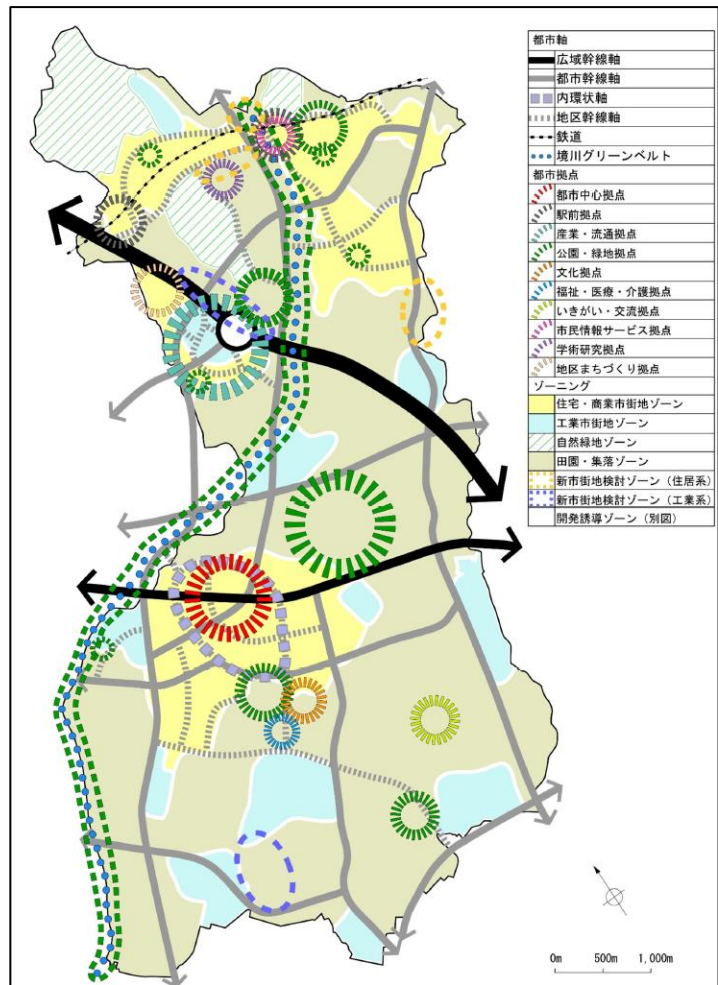 都市軸
広域幹線軸
都市幹線軸
内環状軸
地区幹線軸
鉄道
境川グリーンベルト
都市拠点
都市中心拠点
駅前拠点
産業・流通拠点
公園・緑地拠点
文化拠点
福祉・医療・介護拠点
いきがい・交流拠点
市民情報サービス拠点
学術研究拠点
地区まちづくり拠点
ゾーニング
住宅・商業市街地ゾーン
工業市街地ゾーン
自然緑地ゾーン
田園・集落ゾーン
新市街地検討ゾーン（住居系）
新市街地検討ゾーン（工業系）
開発誘導ゾーン（別図）
0m 500m 1,000m